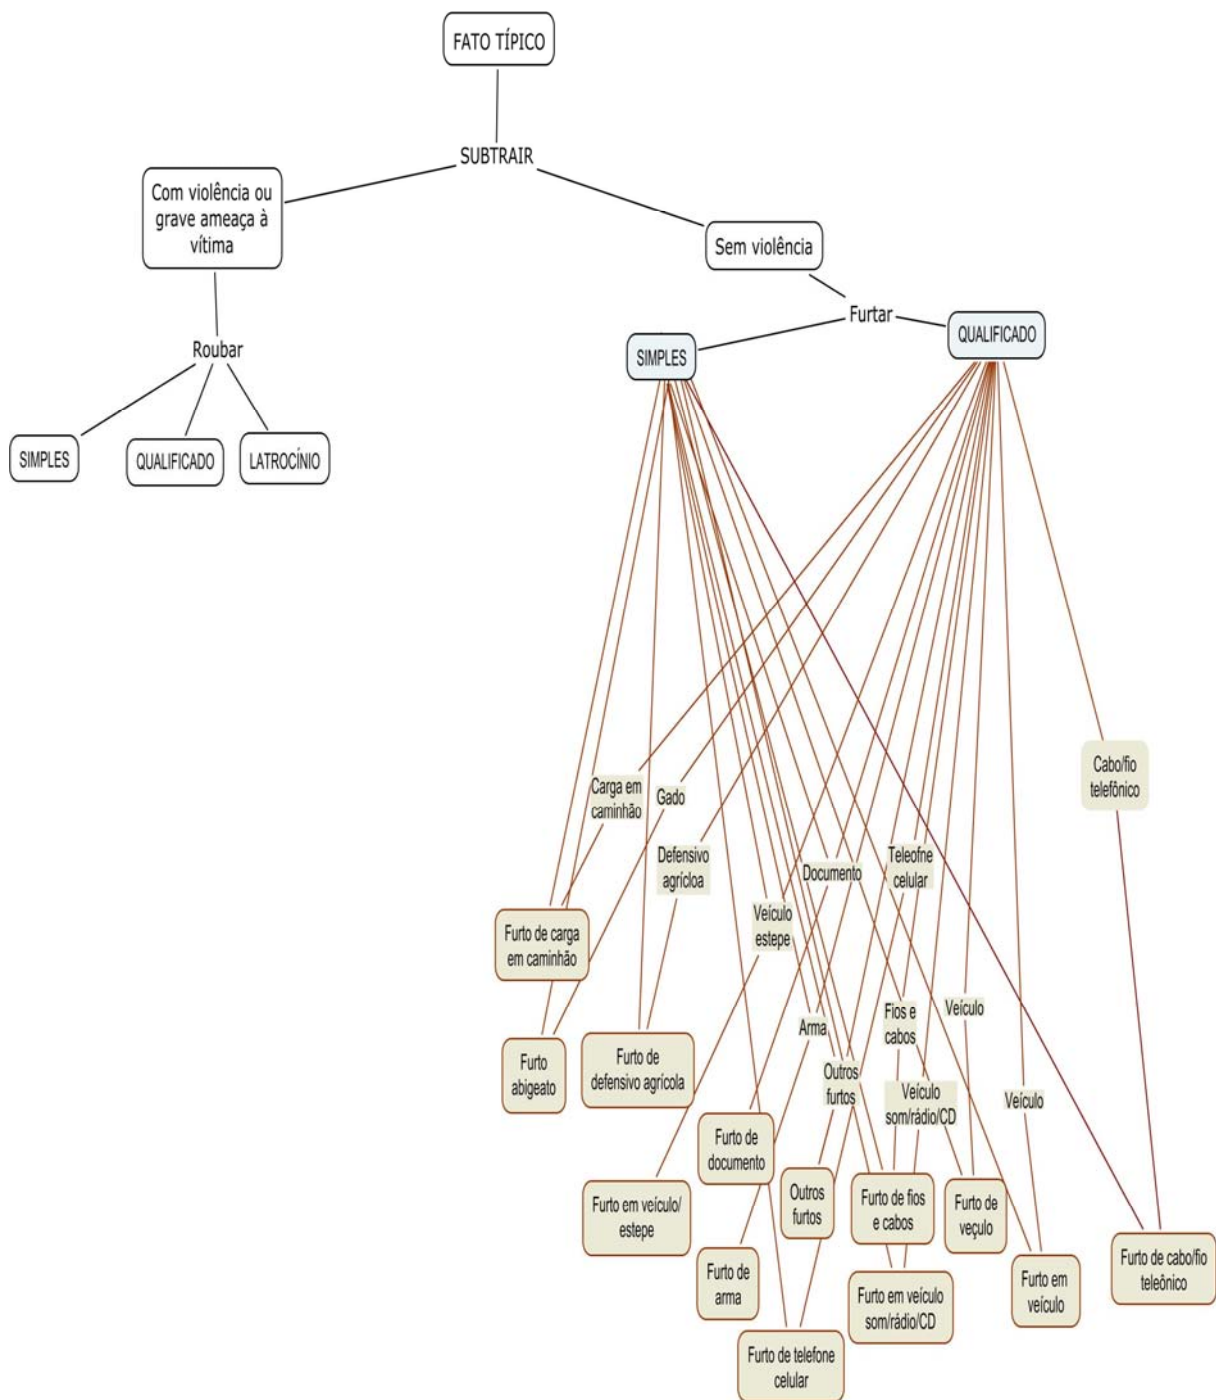 FATO TÍPICO
SUBTRAIR
Com violência ou
grave ameaça à
vítima
Sem violência
Furtar
QUALIFICADO
SIMPLES
Roubar
SIMPLES
QUALIFICADO
LATROCÍNIO
Cabo/fio
telefônico
Carga em
caminhão
Gado
Defensivo
agrícloa
Documento
Teleofne
celular
Veículo
estepe
Furto de carga
em caminhão
Arma
Fios e
cabos
Veículo
Furto
abigeato
Furto de
defensivo agrícola
Outros
furtos
Veículo
som/rádio/CD
Veículo
Furto de
documento
Furto em veículo/
estepe
Outros
furtos
Furto de fios
e cabos
Furto de
veçulo
Furto de cabo/fio
teleônico
Furto de
arma
Furto em veículo
som/rádio/CD
Furto em
veículo
Furto de telefone
celular